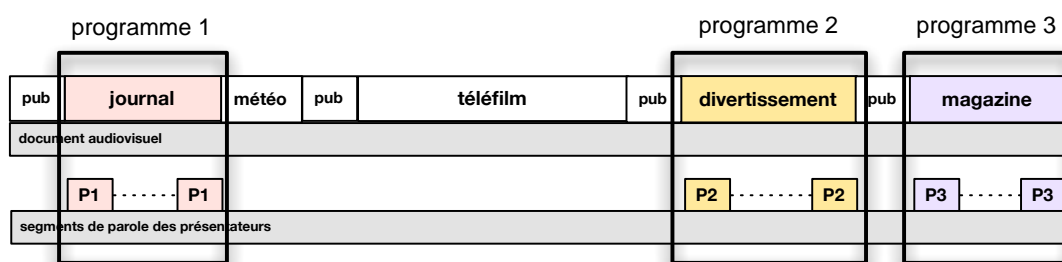 programme 1 programme 2 programme 3
pub journal météo pub téléfilm pub divertissement pub magazine
document audiovisuel
P1 P1 P2 P2 P3 P3
segments de parole des présentateurs